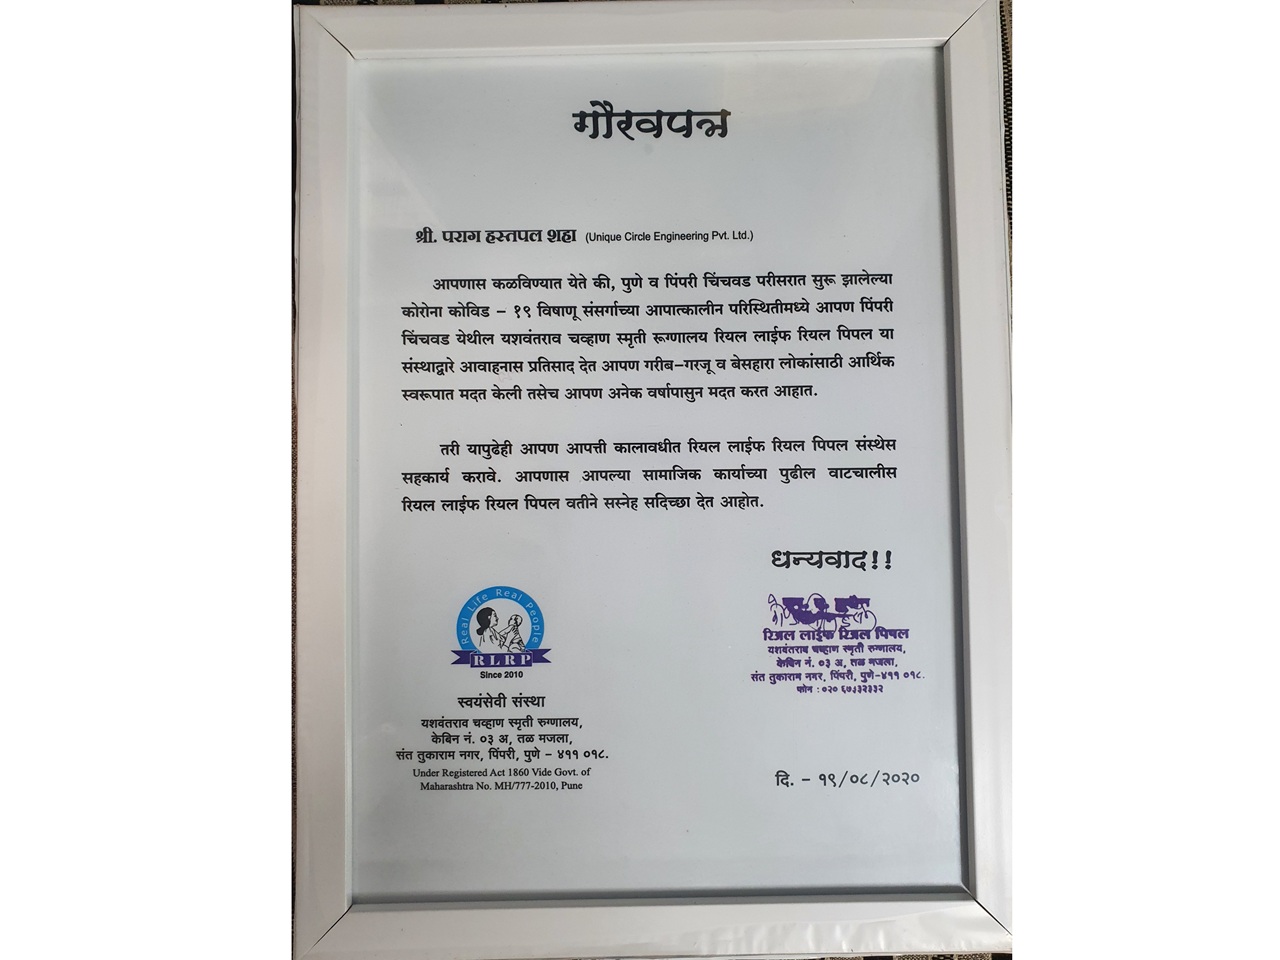 गौरवपत्र
श्री. पराग हस्तपल शहा (Unique Circle Engineering Pvt. Ltd.)
आपणास कळविण्यात येते की, पुणे व पिंपरी चिंचवड परीसरात सुरू झालेल्या
कोरोना कोविड – १९ विषाणू संसर्गाच्या आपात्कालीन परिस्थितीमध्ये आपण पिंपरी
चिंचवड येथील यशवंतराव चव्हाण स्मृती रूग्णालय रियल लाईफ रियल पिपल या
संस्थाद्वारे आवाहनास प्रतिसाद देत आपण गरीब–गरजू व बेसहारा लोकांसाठी आर्थिक
स्वरूपात मदत केली तसेच आपण अनेक वर्षापासुन मदत करत आहात.
तरी यापुढेही आपण आपत्ती कालावधीत रियल लाईफ रियल पिपल संस्थेस
सहकार्य करावे. आपणास आपल्या सामाजिक कार्याच्या पुढील वाटचालीस
रियल लाईफ रियल पिपल वतीने सस्नेह सदिच्छा देत आहोत.
धन्यवाद!!
Real Life Real People
RLRP
Since 2010
स्वयंसेवी संस्था
यशवंतराव चव्हाण स्मृती रुग्णालय,
केबिन नं. ०३ अ, तळ मजला,
संत तुकाराम नगर, पिंपरी, पुणे – ४११ ०१८.
Under Registered Act 1860 Vide Govt. of
Maharashtra No. MH/777-2010, Pune
रिअल लाईफ रिअल पिपल
यशवंतराव चव्हाण स्मृती रुग्णालय,
केबिन नं. ०३ अ, तळ मजला,
संत तुकाराम नगर, पिंपरी, पुणे-४११ ०१८.
फोन : ०२०
दि. – १९/०८/२०२०